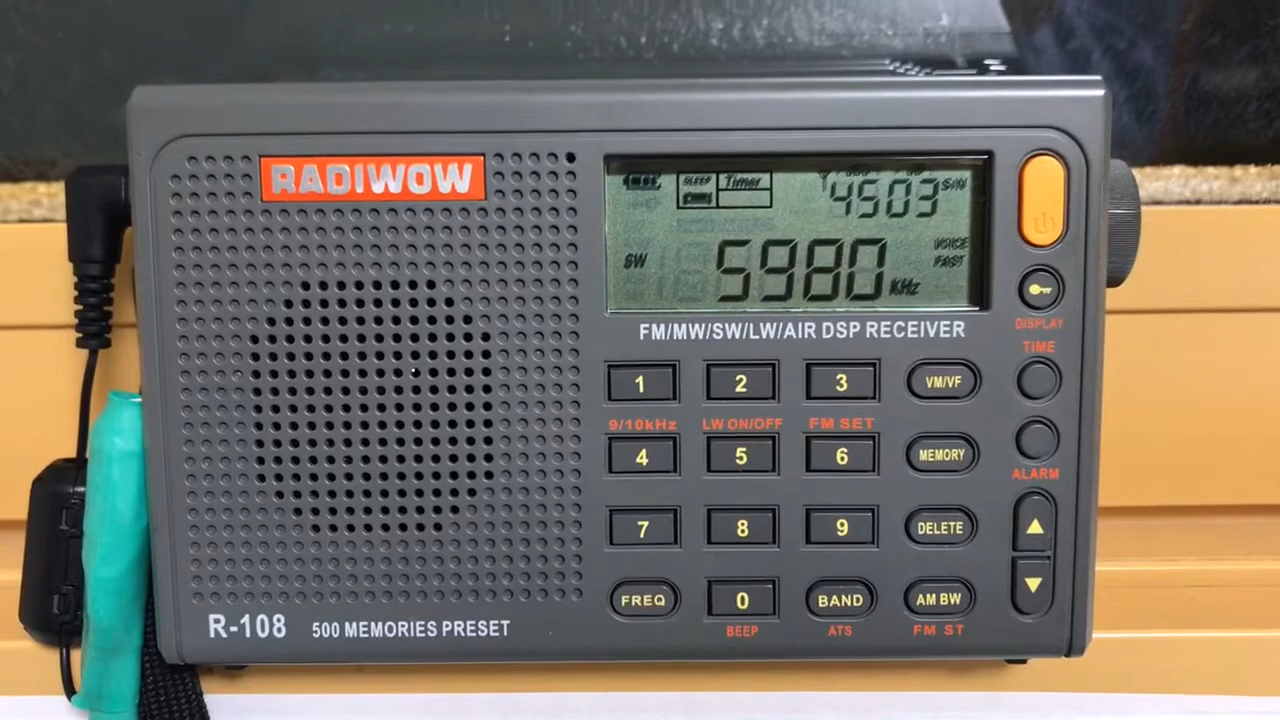 RADIWOW
SLEEP Timer
4503 S/N
SW 5980 KHz
VOICE
FAST
FM/MW/SW/LW/AIR DSP RECEIVER
DISPLAY
TIME
1 2 3 VM/VF
9/10kHz LW ON/OFF FM SET
4 5 6 MEMORY
ALARM
7 8 9 DELETE
FREQ 0 BAND AM BW
BEEP ATS FM ST
R-108 500 MEMORIES PRESET